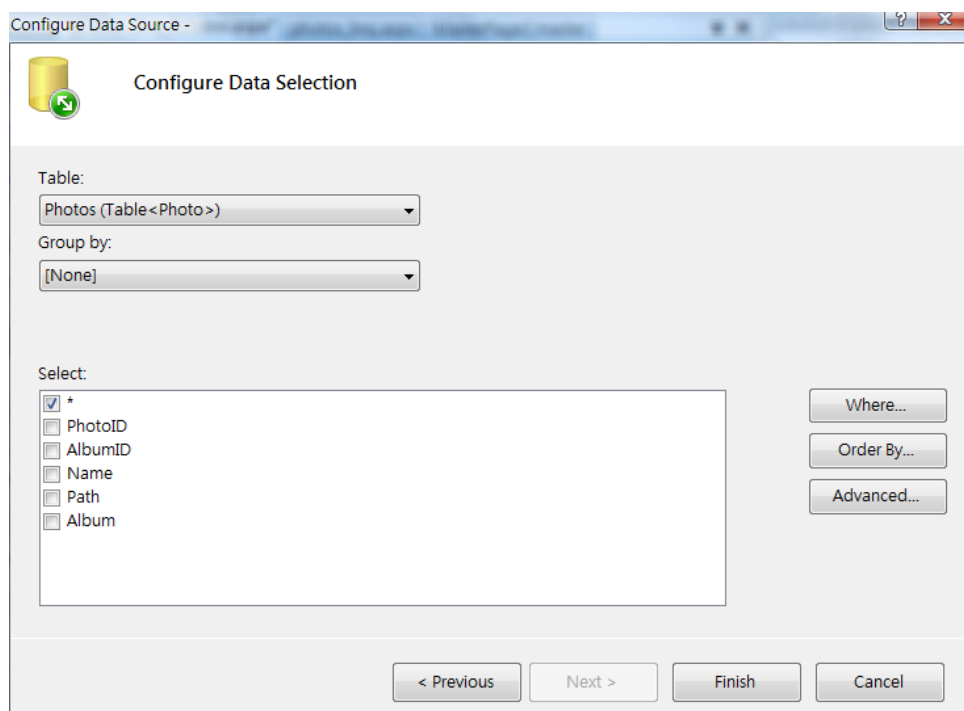 Configure Data Source -
Configure Data Selection
Table:
Photos (Table<Photo>)
Group by:
[None]
Select:
*
PhotoID
AlbumID
Name
Path
Album
Where...
Order By...
Advanced...
< Previous
Next >
Finish
Cancel